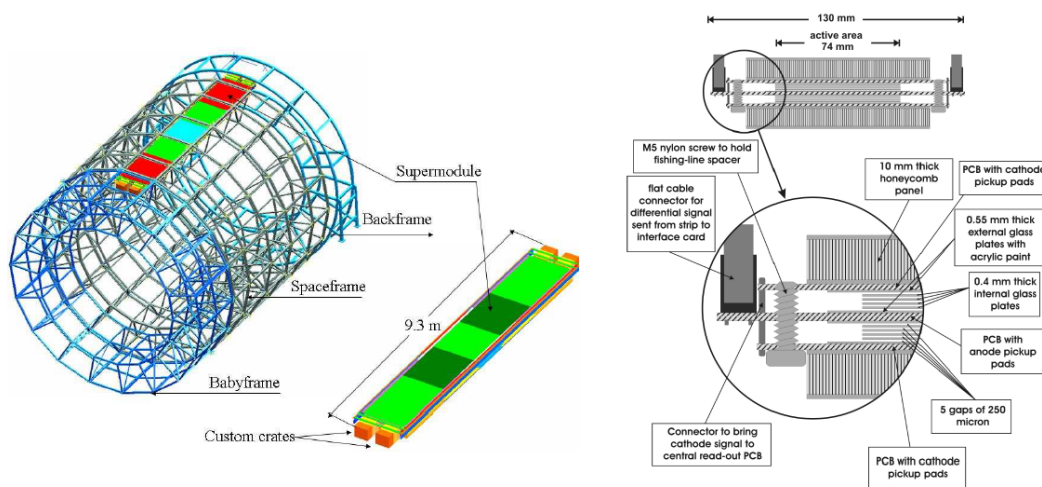 Supermodule
Backframe
Spaceframe
9.3 m
Babyframe
Custom crates
130 mm
active area
74 mm
M5 nylon screw to hold
fishing-line spacer
flat cable
connector for
differential signal
sent from strip to
interface card
10 mm thick
honeycomb
panel
PCB with cathode
pickup pads
0.55 mm thick
external glass
plates with
acrylic paint
0.4 mm thick
internal glass
plates
PCB with
anode pickup
pads
5 gaps of 250
micron
Connector to bring
cathode signal to
central read-out PCB
PCB with cathode
pickup pads